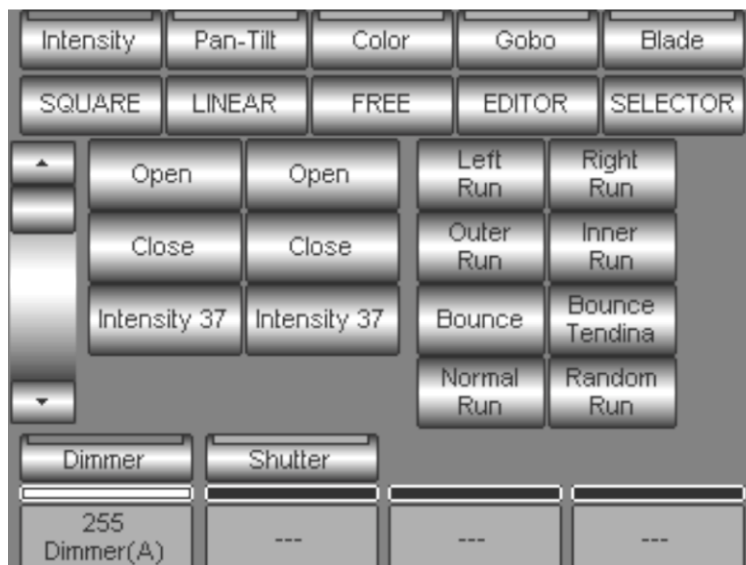 Intensity Pan-Tilt Color Gobo Blade
SQUARE LINEAR FREE EDITOR SELECTOR
Open Open Left Run Right Run
Close Close Outer Run Inner Run
Intensity 37 Intensity 37 Bounce Bounce Tendina
Normal Run Random Run
Dimmer Shutter
255
Dimmer(A) --- --- ---